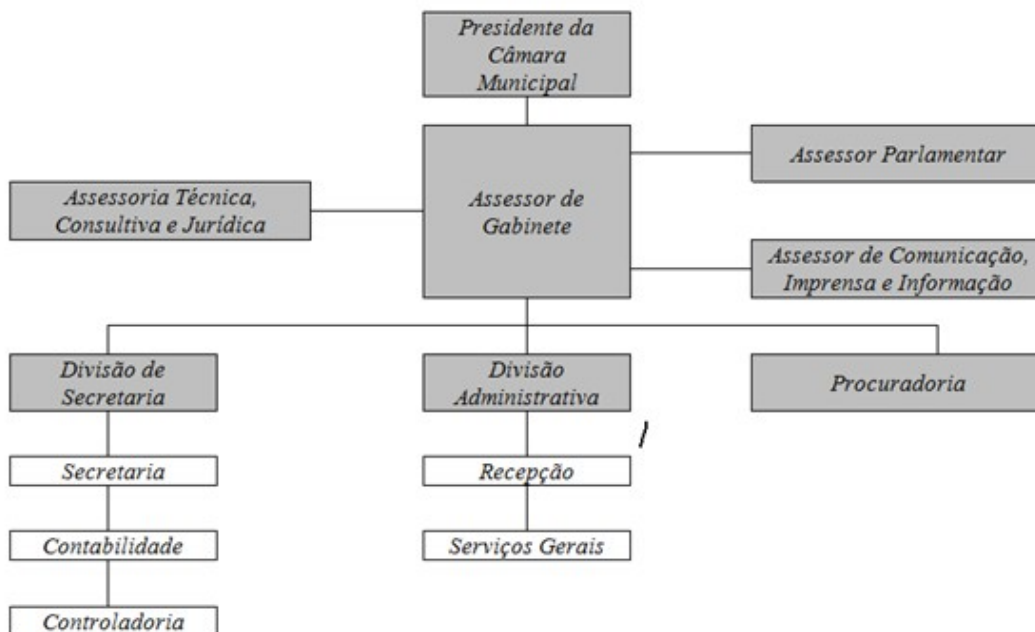 Presidente da
Câmara
Municipal
Assessor Parlamentar
Assessoria Técnica,
Consultiva e Jurídica
Assessor de
Gabinete
Assessor de Comunicação,
Imprensa e Informação
Divisão de
Secretaria
Divisão
Administrativa
Procuradoria
/
Secretaria
Recepção
Contabilidade
Serviços Gerais
Controladoria